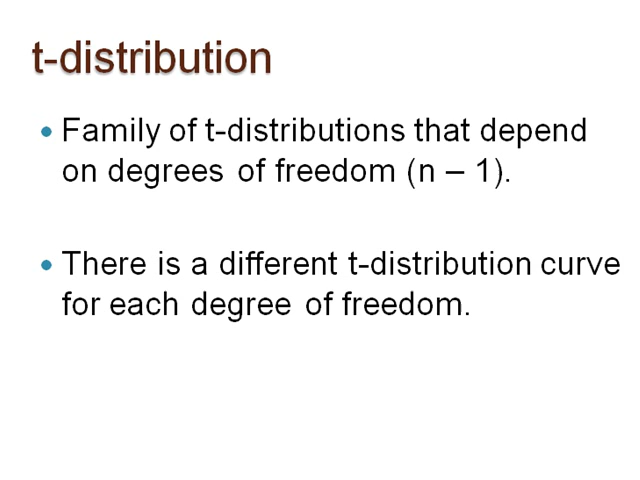 t-distribution
• Family of t-distributions that depend
on degrees of freedom (n – 1).
• There is a different t-distribution curve
for each degree of freedom.